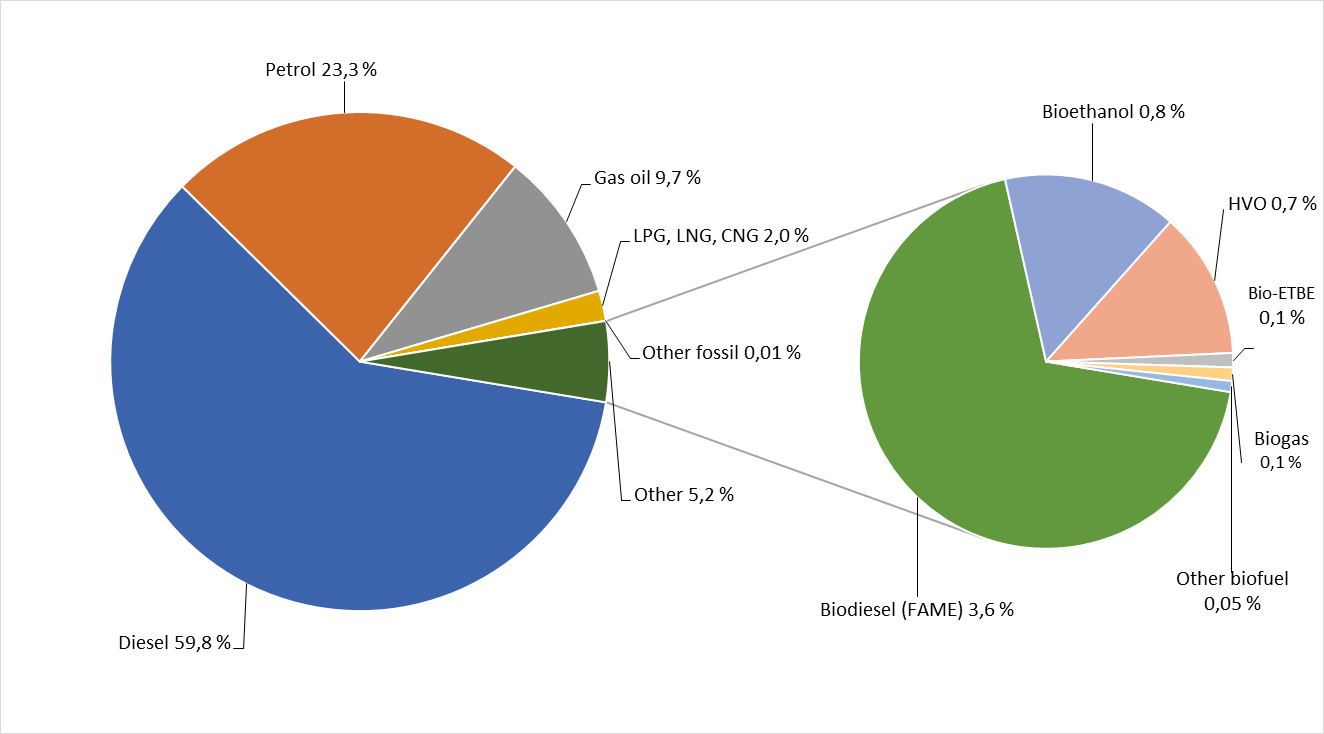 Petrol 23,3 %
Gas oil 9,7 %
LPG, LNG, CNG 2,0 %
Other fossil 0,01 %
Other 5,2 %
Diesel 59,8 %
Bioethanol 0,8 %
HVO 0,7 %
Bio-ETBE
0,1 %
Biogas
0,1 %
Other biofuel
0,05 %
Biodiesel (FAME) 3,6 %